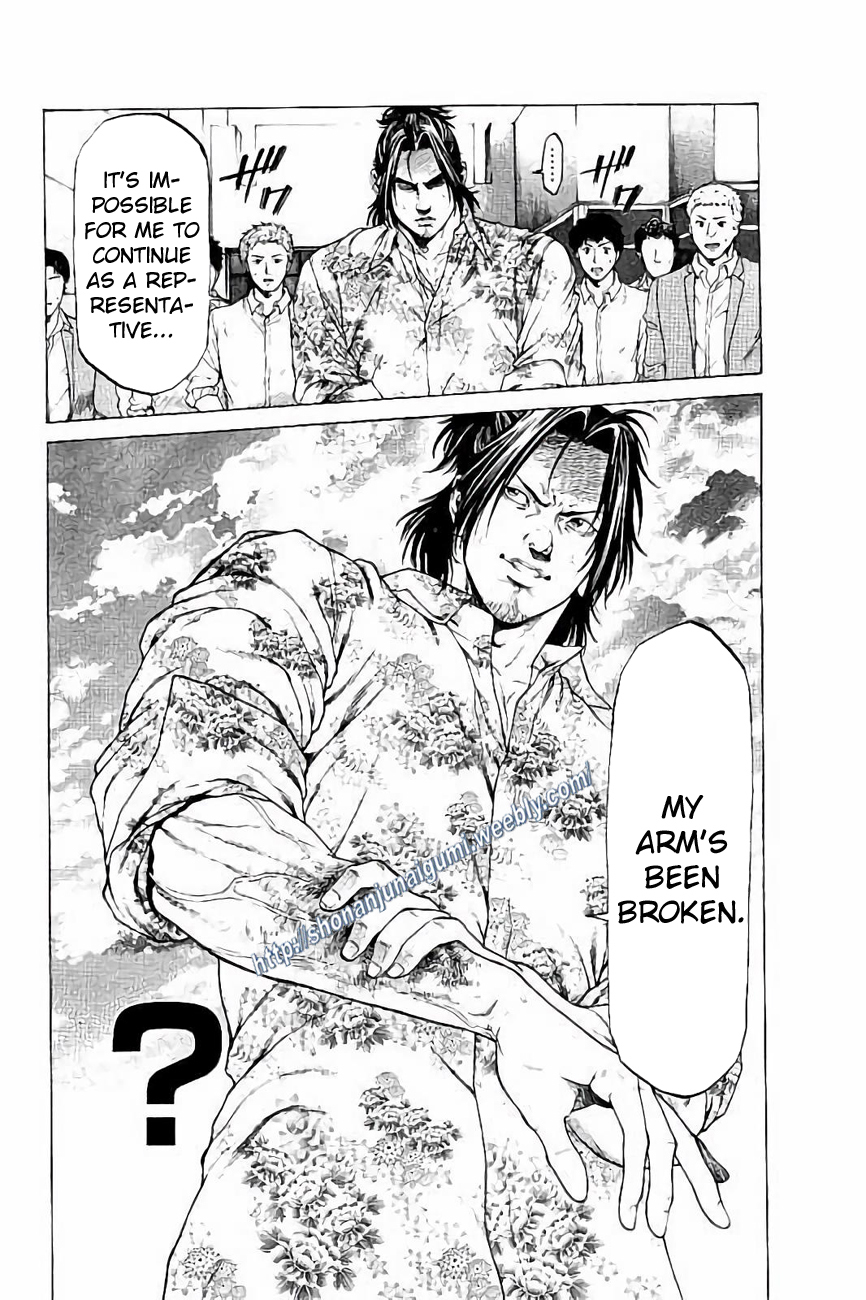 IT'S IM-
POSSIBLE
FOR ME TO
CONTINUE
AS A REP-
RESENTA-
TIVE...
......
MY
ARM'S
BEEN
BROKEN.
http://shonanjunaigumi.weebly.com/
?